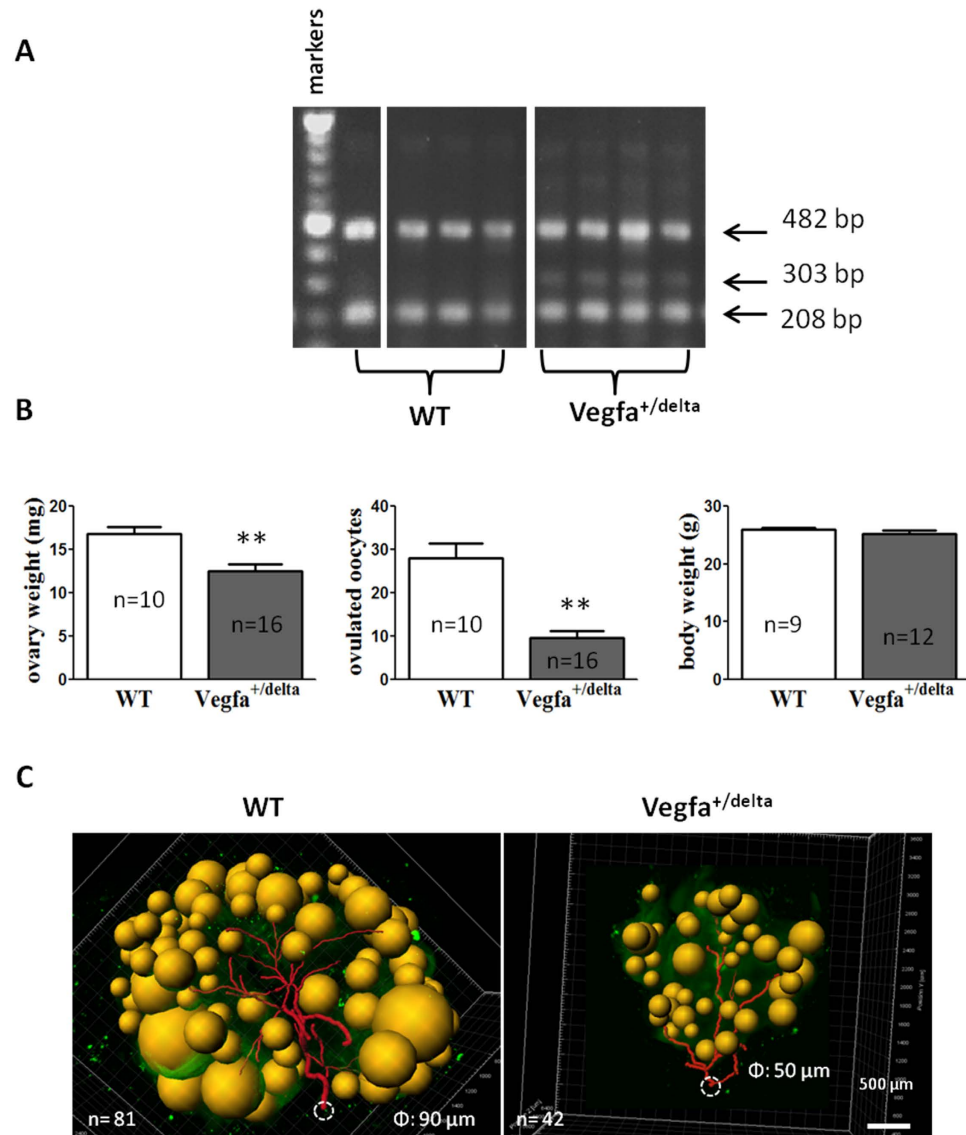 A
markers
482 bp
303 bp
208 bp
WT
Vegfa+/delta
B
ovary weight (mg)
20
15
10
5
0
**
n=10
n=16
WT
Vegfa+/delta
ovulated oocytes
40
30
20
10
0
**
n=10
n=16
WT
Vegfa+/delta
body weight (g)
30
20
10
0
n=9
n=12
WT
Vegfa+/delta
C
WT
Vegfa+/delta
n= 81
Φ: 90 µm
Φ: 50 µm
500 µm
n= 42